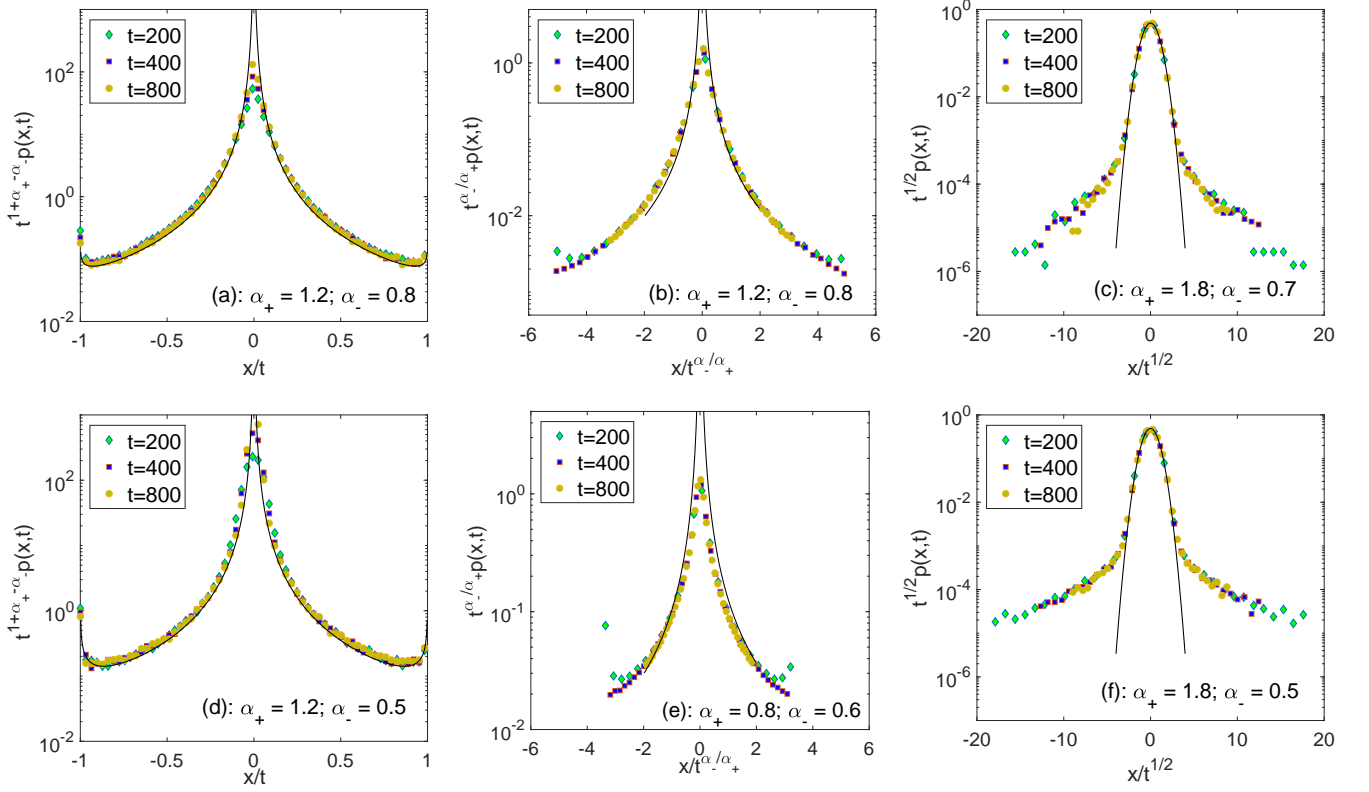 t=200
t=400
t=800
t^{1+α_+-α_-}p(x,t)
10^2
10^0
10^{-2}
(a): α_+ = 1.2; α_- = 0.8
-1 -0.5 0 0.5 1
x/t
t=200
t=400
t=800
t^{α_-/α_+}p(x,t)
10^0
10^{-2}
(b): α_+ = 1.2; α_- = 0.8
-6 -4 -2 0 2 4 6
x/t^{α_-/α_+}
t=200
t=400
t=800
t^{1/2}p(x,t)
10^0
10^{-2}
10^{-4}
10^{-6}
(c): α_+ = 1.8; α_- = 0.7
-20 -10 0 10 20
x/t^{1/2}
t=200
t=400
t=800
t^{1+α_+-α_-}p(x,t)
10^2
10^0
10^{-2}
(d): α_+ = 1.2; α_- = 0.5
-1 -0.5 0 0.5 1
x/t
t=200
t=400
t=800
t^{α_-/α_+}p(x,t)
10^0
10^{-1}
10^{-2}
(e): α_+ = 0.8; α_- = 0.6
-6 -4 -2 0 2 4 6
x/t^{α_-/α_+}
t=200
t=400
t=800
t^{1/2}p(x,t)
10^0
10^{-2}
10^{-4}
10^{-6}
(f): α_+ = 1.8; α_- = 0.5
-20 -10 0 10 20
x/t^{1/2}